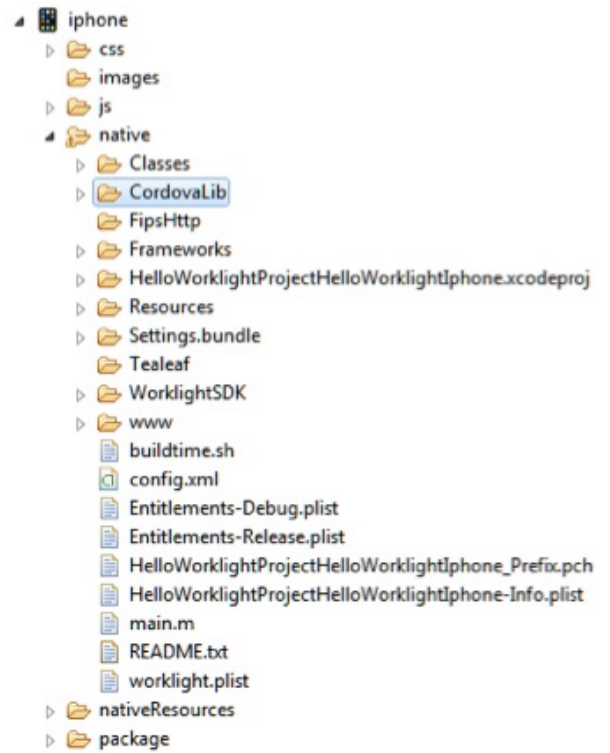 iphone
css
images
js
native
Classes
CordovaLib
FipsHttp
Frameworks
HelloWorklightProjectHelloWorklightIphone.xcodeproj
Resources
Settings.bundle
Tealeaf
WorklightSDK
www
buildtime.sh
config.xml
Entitlements-Debug.plist
Entitlements-Release.plist
HelloWorklightProjectHelloWorklightIphone_Prefix.pch
HelloWorklightProjectHelloWorklightIphone-Info.plist
main.m
README.txt
worklight.plist
nativeResources
package